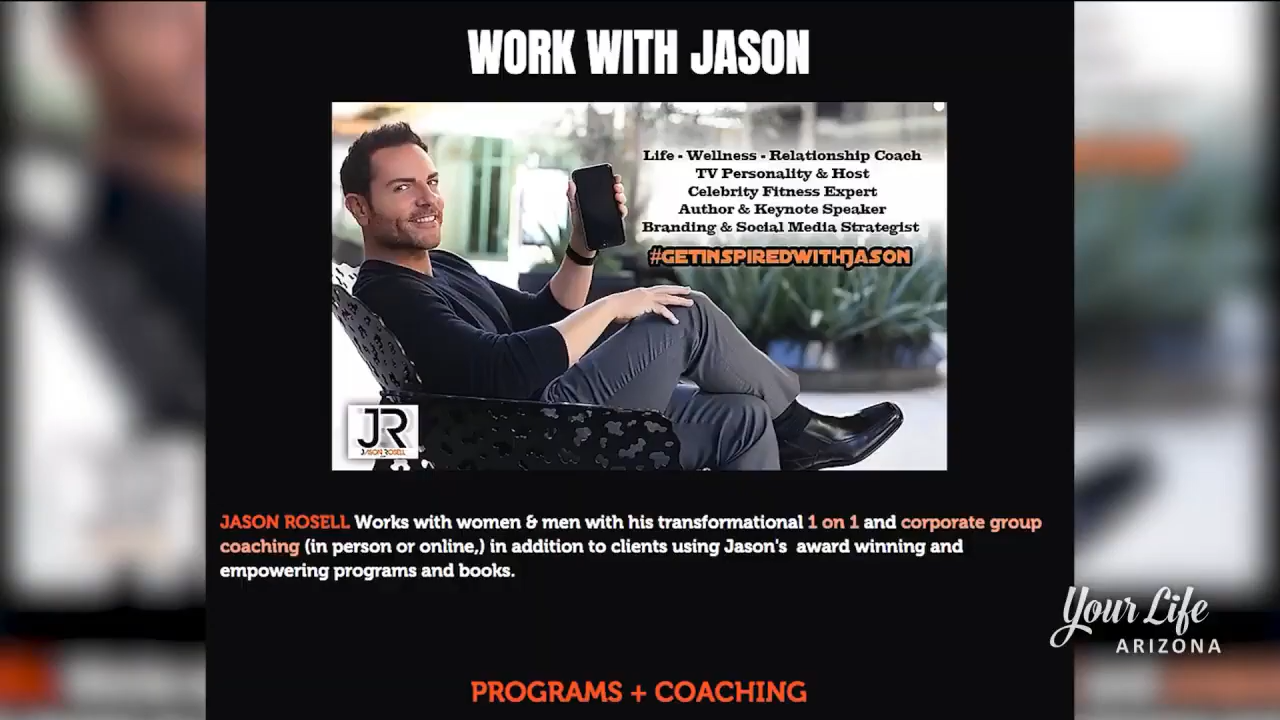 WORK WITH JASON
Life - Wellness - Relationship Coach
TV Personality & Host
Celebrity Fitness Expert
Author & Keynote Speaker
Branding & Social Media Strategist
#GETINSPIREDWITHJASON
JR
JASON ROSELL
JASON ROSELL Works with women & men with his transformational 1 on 1 and corporate group
coaching (in person or online,) in addition to clients using Jason's award winning and
empowering programs and books.
Your Life
ARIZONA
PROGRAMS + COACHING